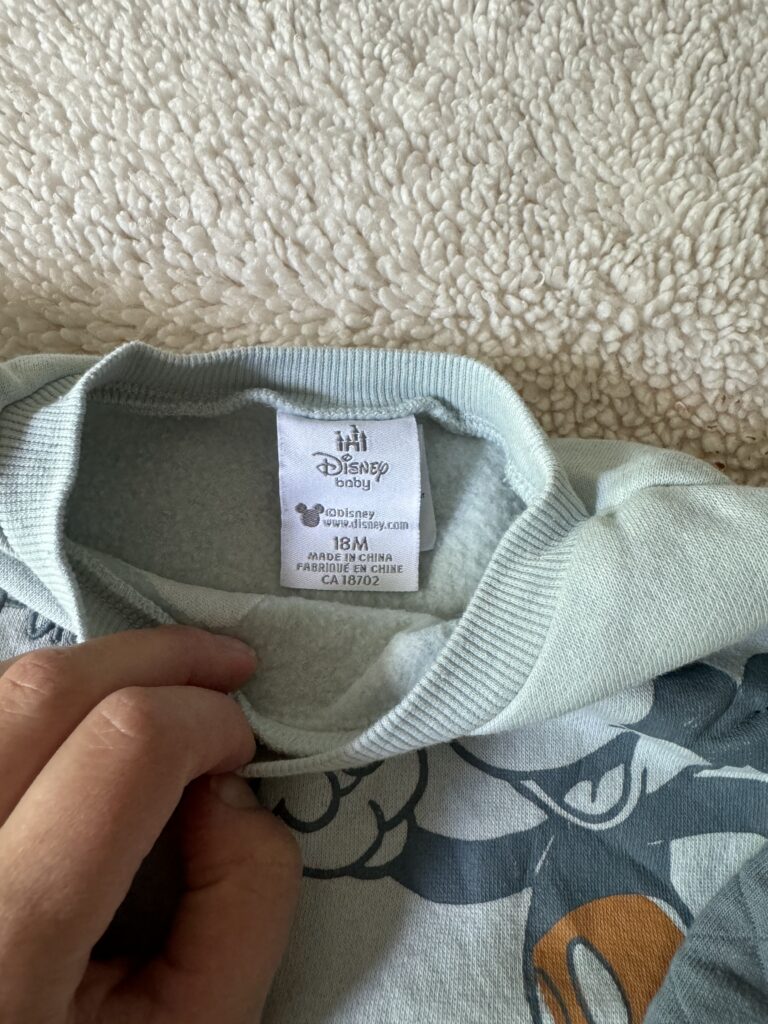 Disney
baby
©Disney
www.disney.com
18M
MADE IN CHINA
FABRIQUÉ EN CHINE
CA 18702